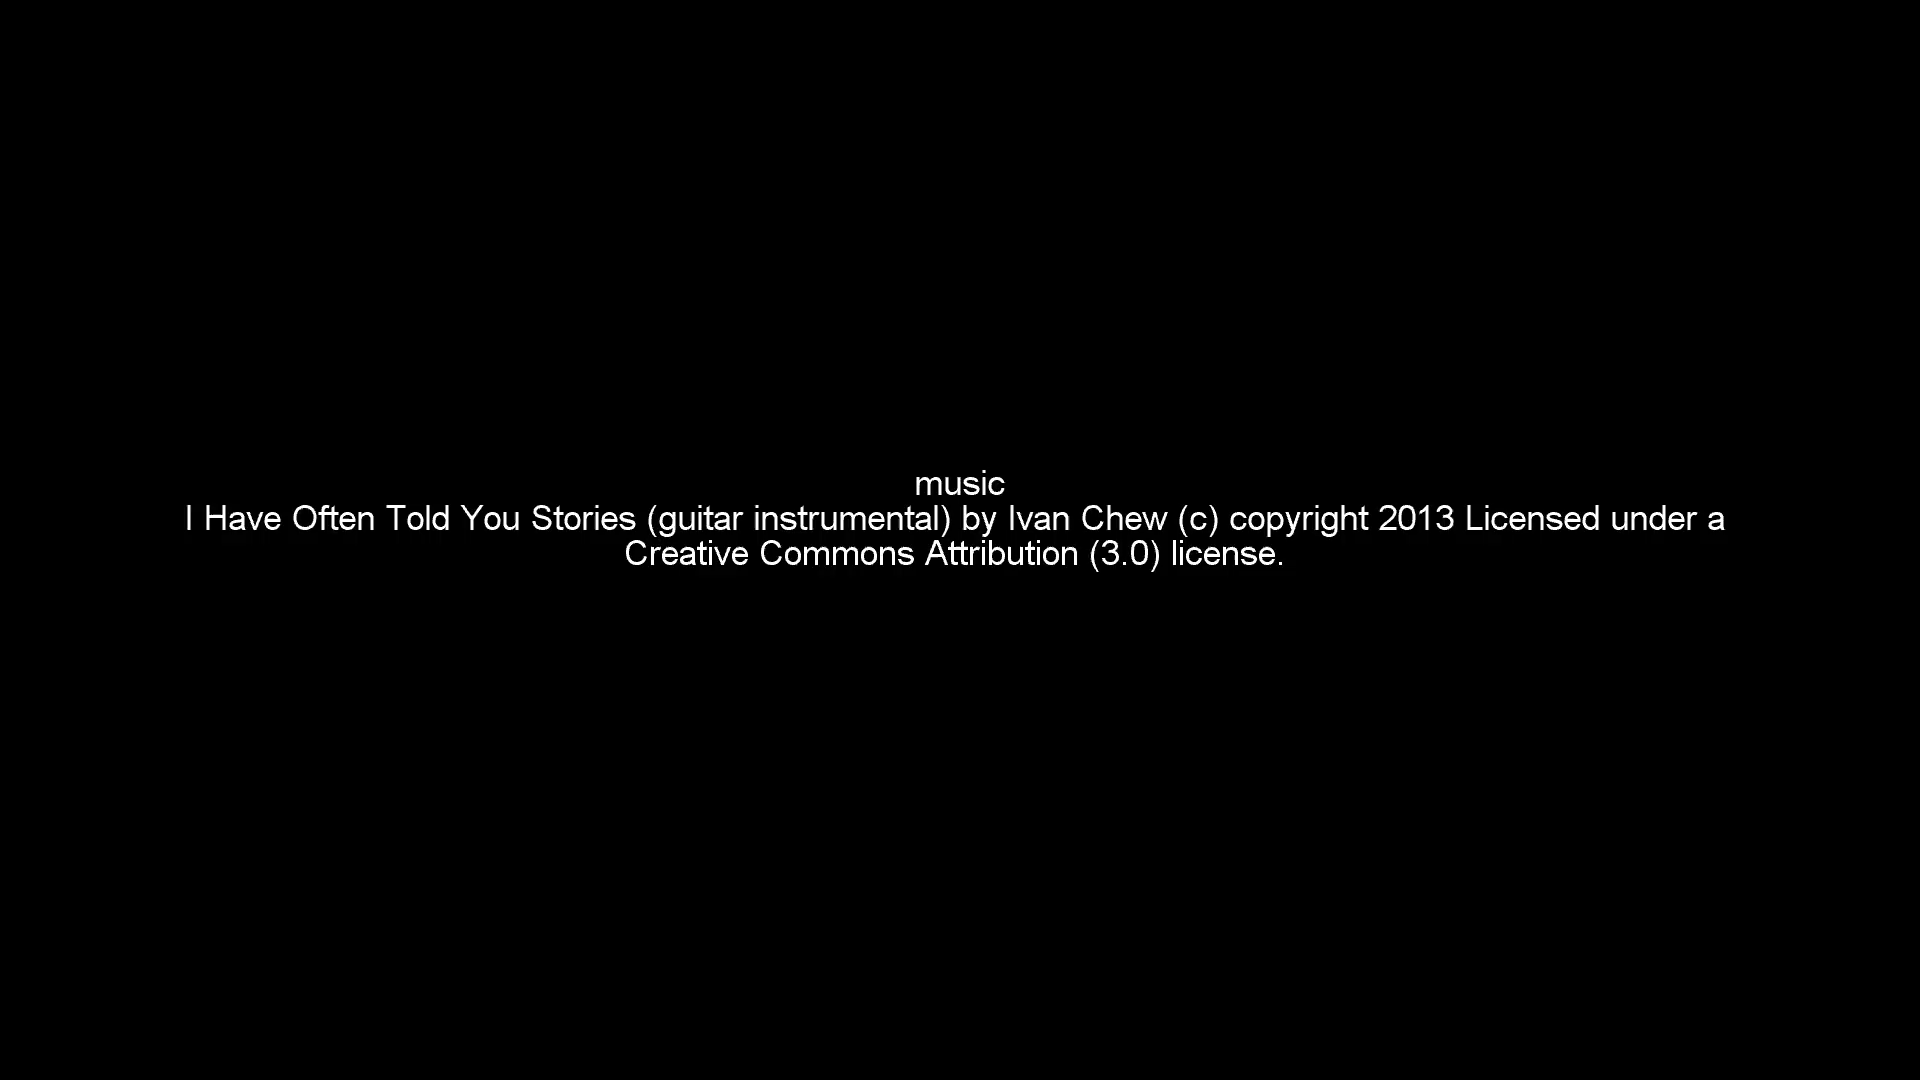 music
I Have Often Told You Stories (guitar instrumental) by Ivan Chew (c) copyright 2013 Licensed under a
Creative Commons Attribution (3.0) license.